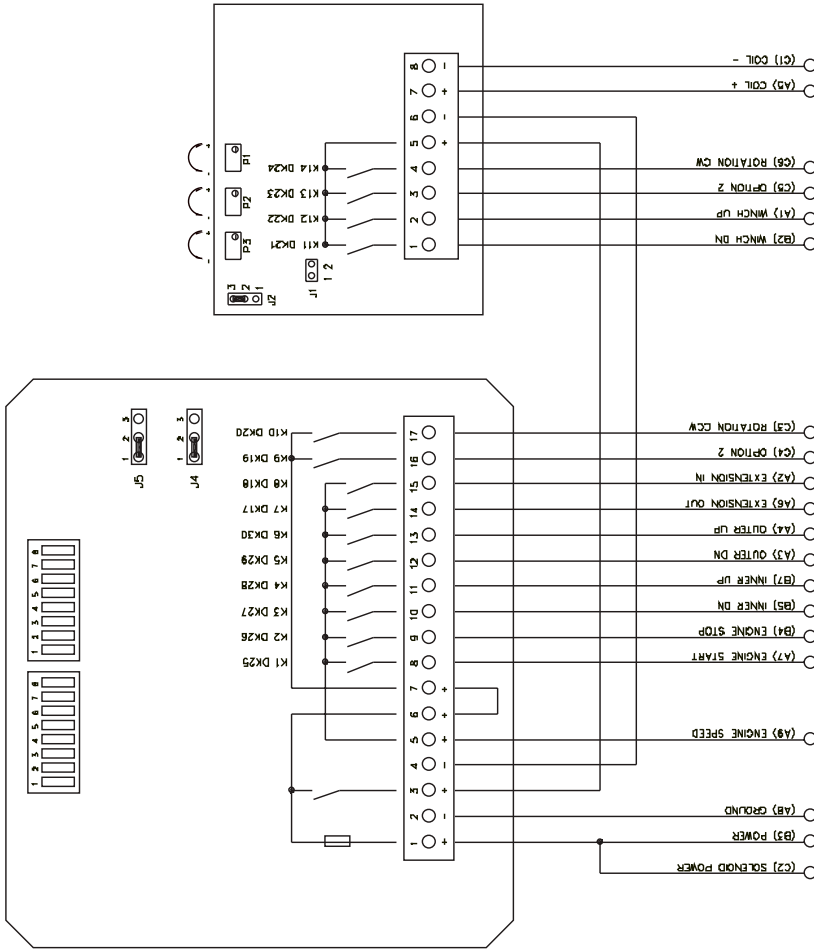 (C1) COIL -
(A5) COIL +
(C6) ROTATION CW
(C5) OPTION 2
(A1) WINCH UP
(B2) WINCH DN
8 -
7 +
6 -
5 +
4
3
2
1
K14 DK24
K13 DK23
K12 DK22
K11 DK21
P1
P2
P3
J1
1 2
J2
3 2 1
(C3) ROTATION CCW
(C4) OPTION 2
(A2) EXTENSION IN
(A6) EXTENSION OUT
(A4) OUTER UP
(A3) OUTER DN
(B7) INNER UP
(B5) INNER DN
(B4) ENGINE STOP
(A7) ENGINE START
(A9) ENGINE SPEED
(A8) GROUND
(B3) POWER
(C2) SOLENOID POWER
17
16
15
14
13
12
11
10
9
8
7 +
6 +
5 +
4 -
3 +
2 -
1 +
K10 DK20
K9 DK19
K8 DK18
K7 DK17
K6 DK30
K5 DK29
K4 DK28
K3 DK27
K2 DK26
K1 DK25
J5
1 2 3
J4
1 2 3
1 2 3 4 5 6 7 8
1 2 3 4 5 6 7 8